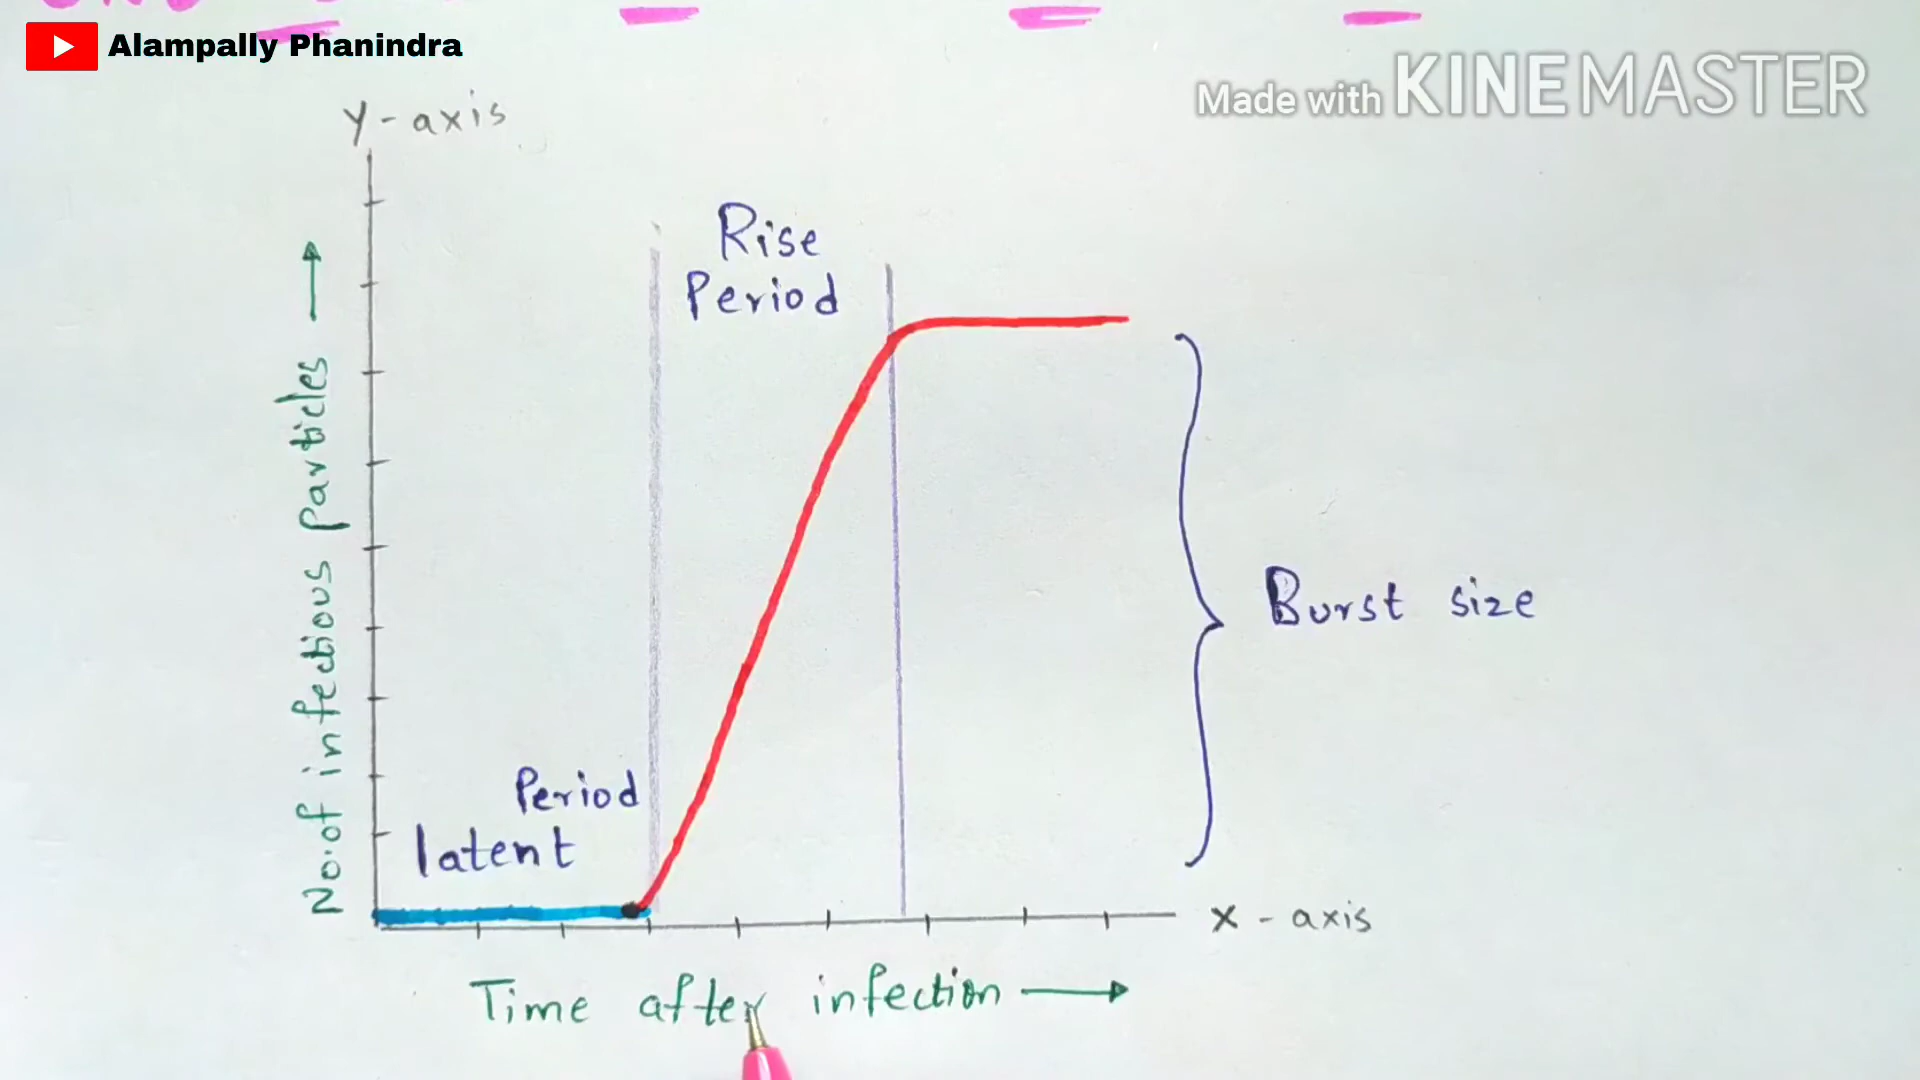 Alampally Phanindra
Made with KINEMASTER
Y-axis
Rise
Period
No.of infectious particles
Burst size
Period
latent
X - axis
Time after infection